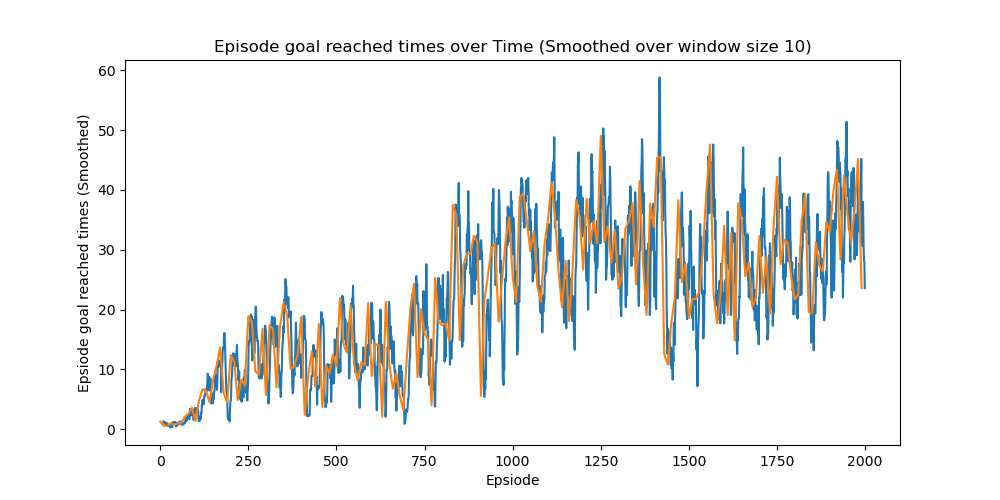 Episode goal reached times over Time (Smoothed over window size 10)
Epsiode goal reached times (Smoothed)
60
50
40
30
20
10
0
0 250 500 750 1000 1250 1500 1750 2000
Epsiode